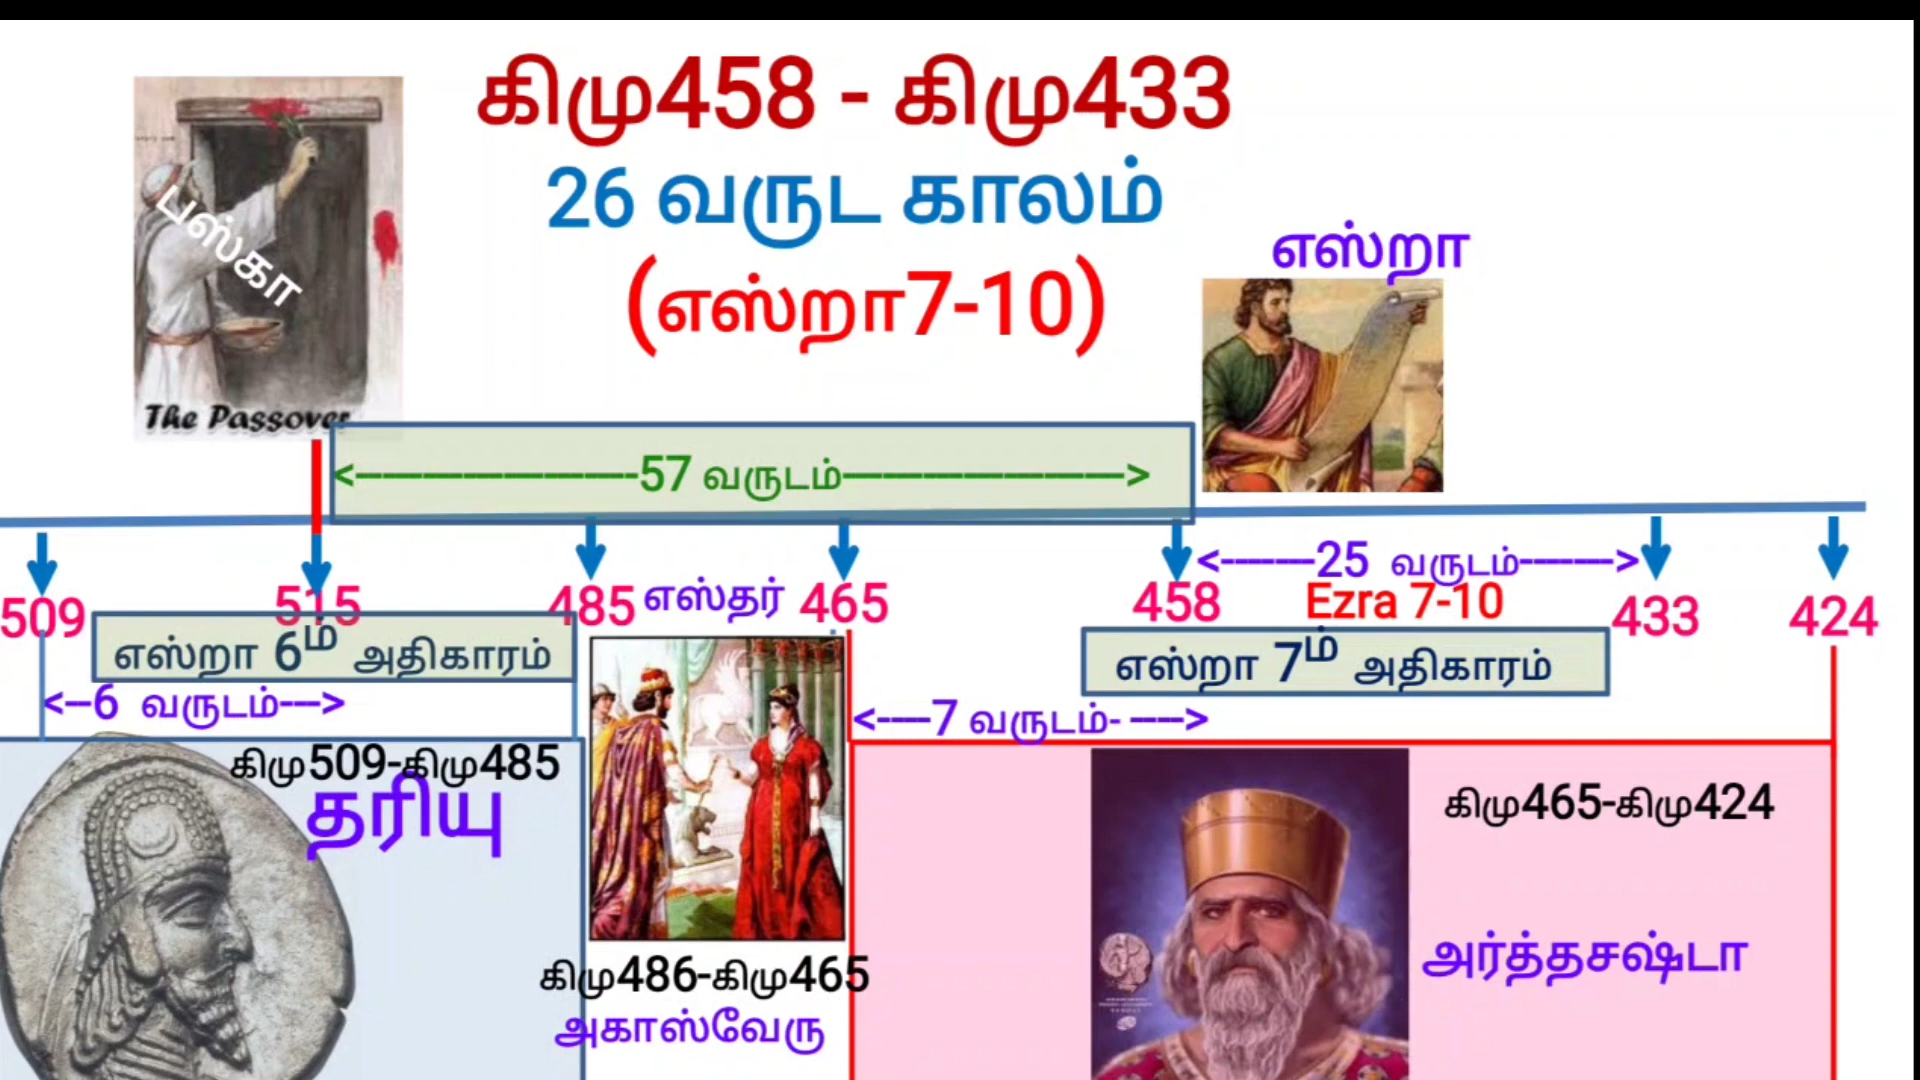 கிமு458 - கிமு433
26 வருட காலம்
(எஸ்றா7-10)
பஸ்கா
The Passover
எஸ்றா
<-----57 வருடம்----->
<-----25 வருடம்----->
509 515 485 எஸ்தர் 465 458 Ezra 7-10 433 424
எஸ்றா 6ம் அதிகாரம்
எஸ்றா 7ம் அதிகாரம்
<--6 வருடம்--->
<----7 வருடம்- ---->
கிமு509-கிமு485
தரியு
கிமு465-கிமு424
அர்த்தசஷ்டா
கிமு486-கிமு465
அகாஸ்வேரு